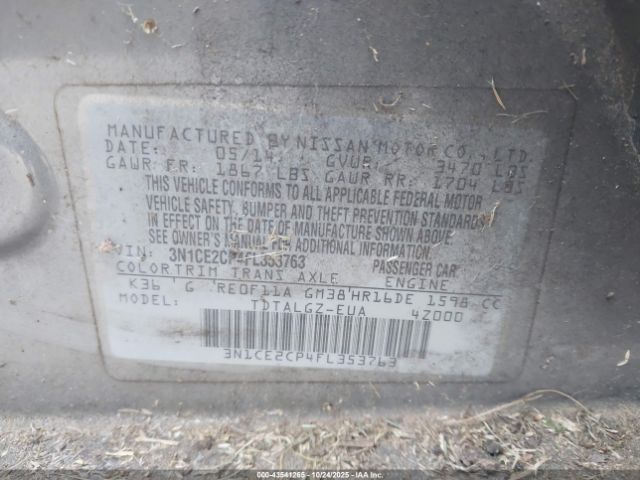 MANUFACTURED BY NISSAN MOTOR CO., LTD.
DATE: 05/14 GVWR: 3470 LBS
GAWR FR: 1867 LBS GAWR RR: 1704 LBS
THIS VEHICLE CONFORMS TO ALL APPLICABLE FEDERAL MOTOR
VEHICLE SAFETY, BUMPER AND THEFT PREVENTION STANDARDS
IN EFFECT ON THE DATE OF MANUFACTURE SHOWN ABOVE.
SEE OWNER'S MANUAL FOR ADDITIONAL INFORMATION.
VIN: 3N1CE2CP4FL353763 PASSENGER CAR
COLOR TRIM TRANS AXLE ENGINE
K36 G RE0F11A GM38 HR16DE 1598 CC
MODEL: TDTALGZ-EUA 4Z000
3N1CE2CP4FL353763
000-43541265 - 10/24/2025 - IAAI.COM